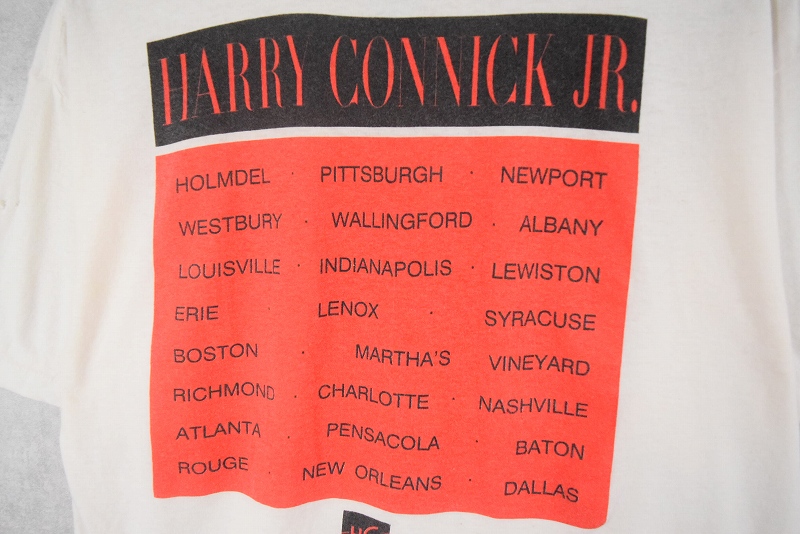 HARRY CONNICK JR.
HOLMDEL · PITTSBURGH · NEWPORT
WESTBURY · WALLINGFORD · ALBANY
LOUISVILLE · INDIANAPOLIS · LEWISTON
ERIE · LENOX · SYRACUSE
BOSTON · MARTHA'S VINEYARD
RICHMOND · CHARLOTTE · NASHVILLE
ATLANTA · PENSACOLA · BATON
ROUGE · NEW ORLEANS · DALLAS